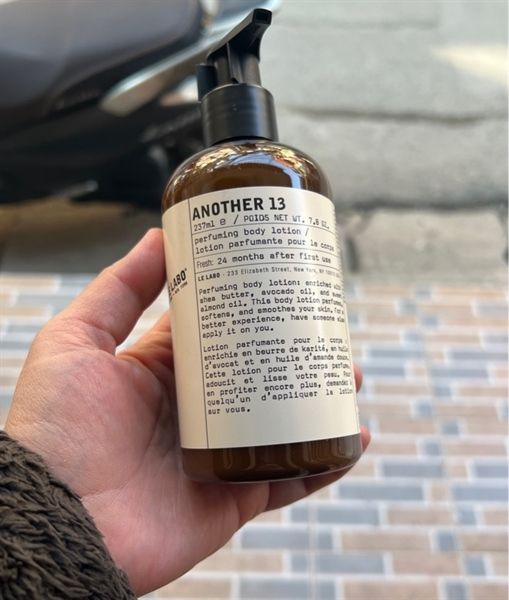 ANOTHER 13
237ml e / POIDS NET WT. 7.8 OZ.
perfuming body lotion /
lotion parfumante pour le corps
Fresh: 24 months after first use
LE LABO - 233 Elizabeth Street, New York, NY
LABO
Perfuming body lotion: enriched with
shea butter, avocado oil, and sweet
almond oil. This body lotion perfumes,
softens, and smoothes your skin. For a
better experience, have someone else
apply it on you.
Lotion parfumante pour le corps
enrichie en beurre de karité, en huile
d'avocat et en huile d'amande douce.
Cette lotion pour le corps parfume,
adoucit et lisse votre peau. Pour
en profiter encore plus, demandez à
quelqu'un d'appliquer la lotion
sur vous.